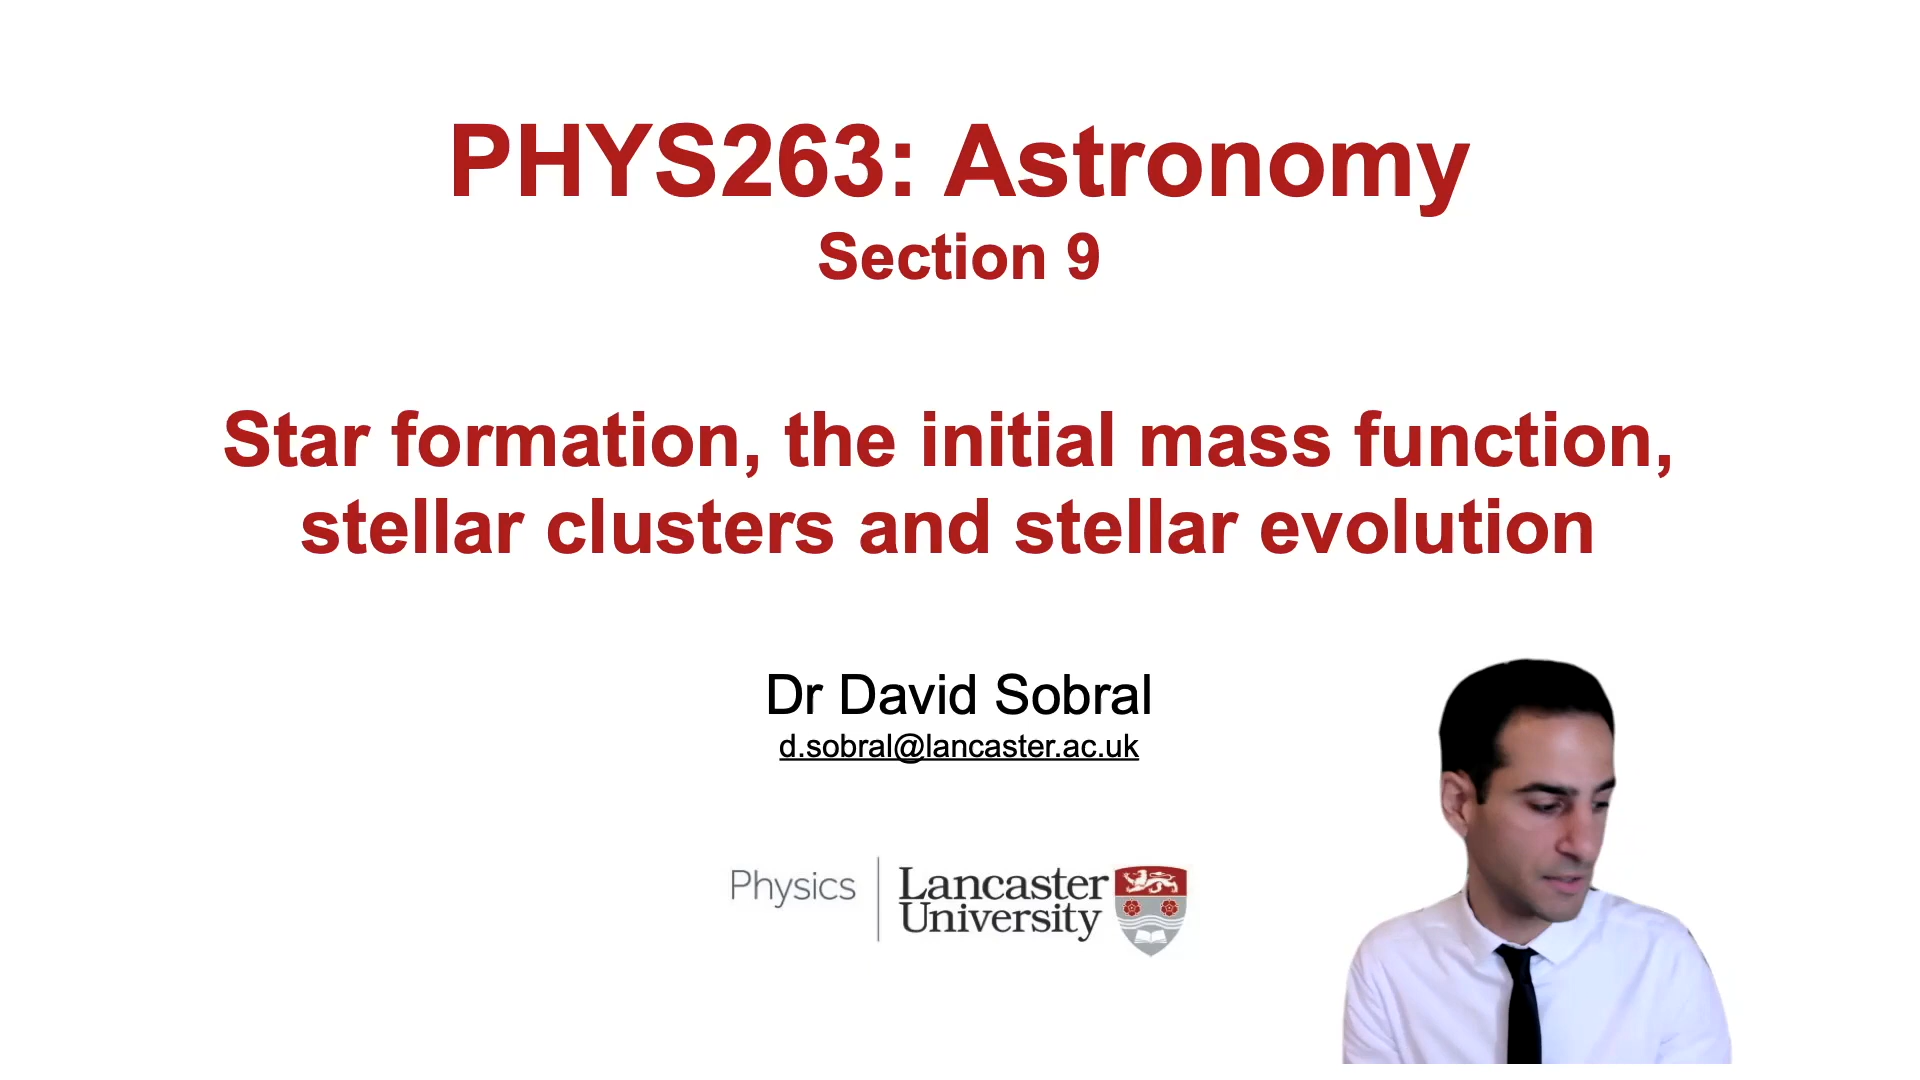 PHYS263: Astronomy
Section 9
Star formation, the initial mass function,
stellar clusters and stellar evolution
Dr David Sobral
d.sobral@lancaster.ac.uk
Physics
Lancaster
University